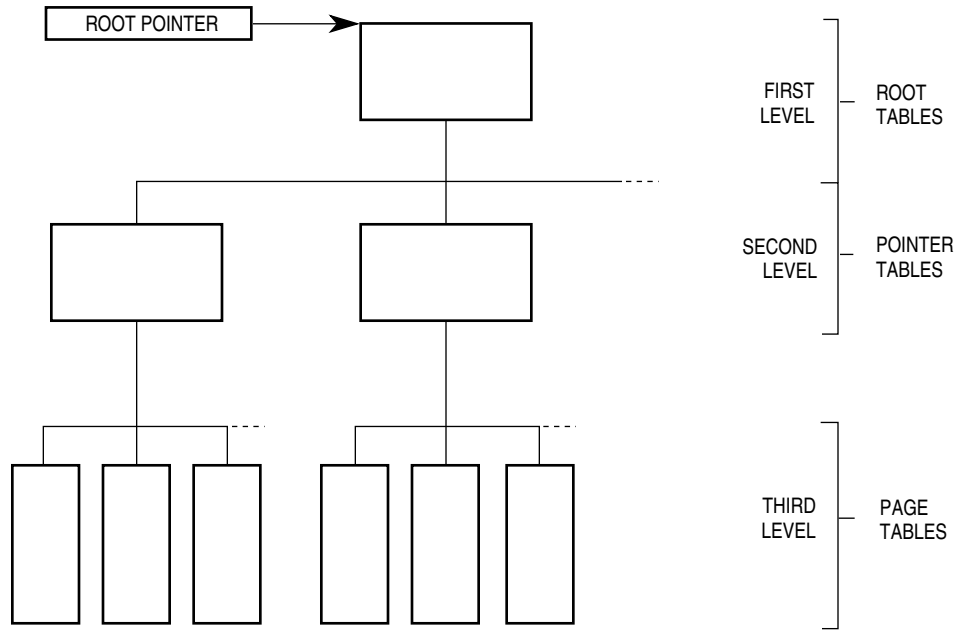 ROOT POINTER
FIRST
LEVEL
ROOT
TABLES
SECOND
LEVEL
POINTER
TABLES
THIRD
LEVEL
PAGE
TABLES